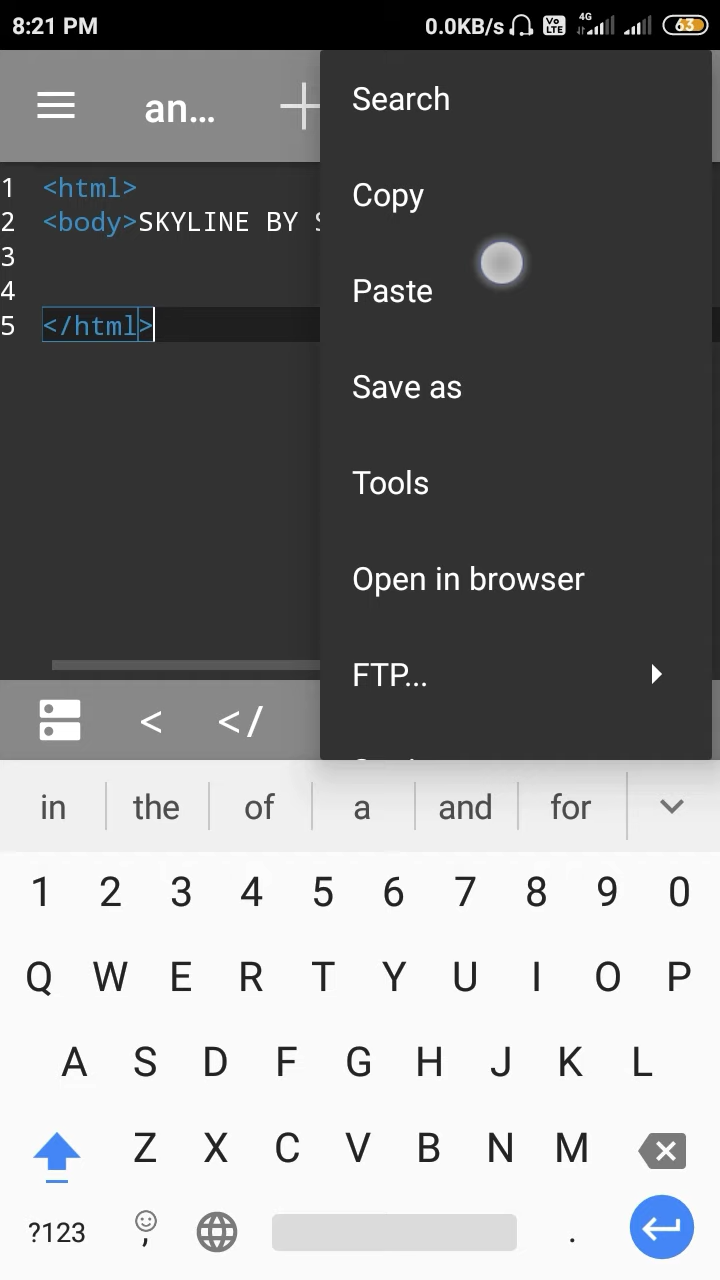 8:21 PM 0.0KB/s Vo LTE 4G 63
an...
Search
Copy
Paste
Save as
Tools
Open in browser
FTP...
1 <html>
2 <body>SKYLINE BY
3
4
5 </html>
< </
in the of a and for
1 2 3 4 5 6 7 8 9 0
Q W E R T Y U I O P
A S D F G H J K L
Z X C V B N M
?123 , .